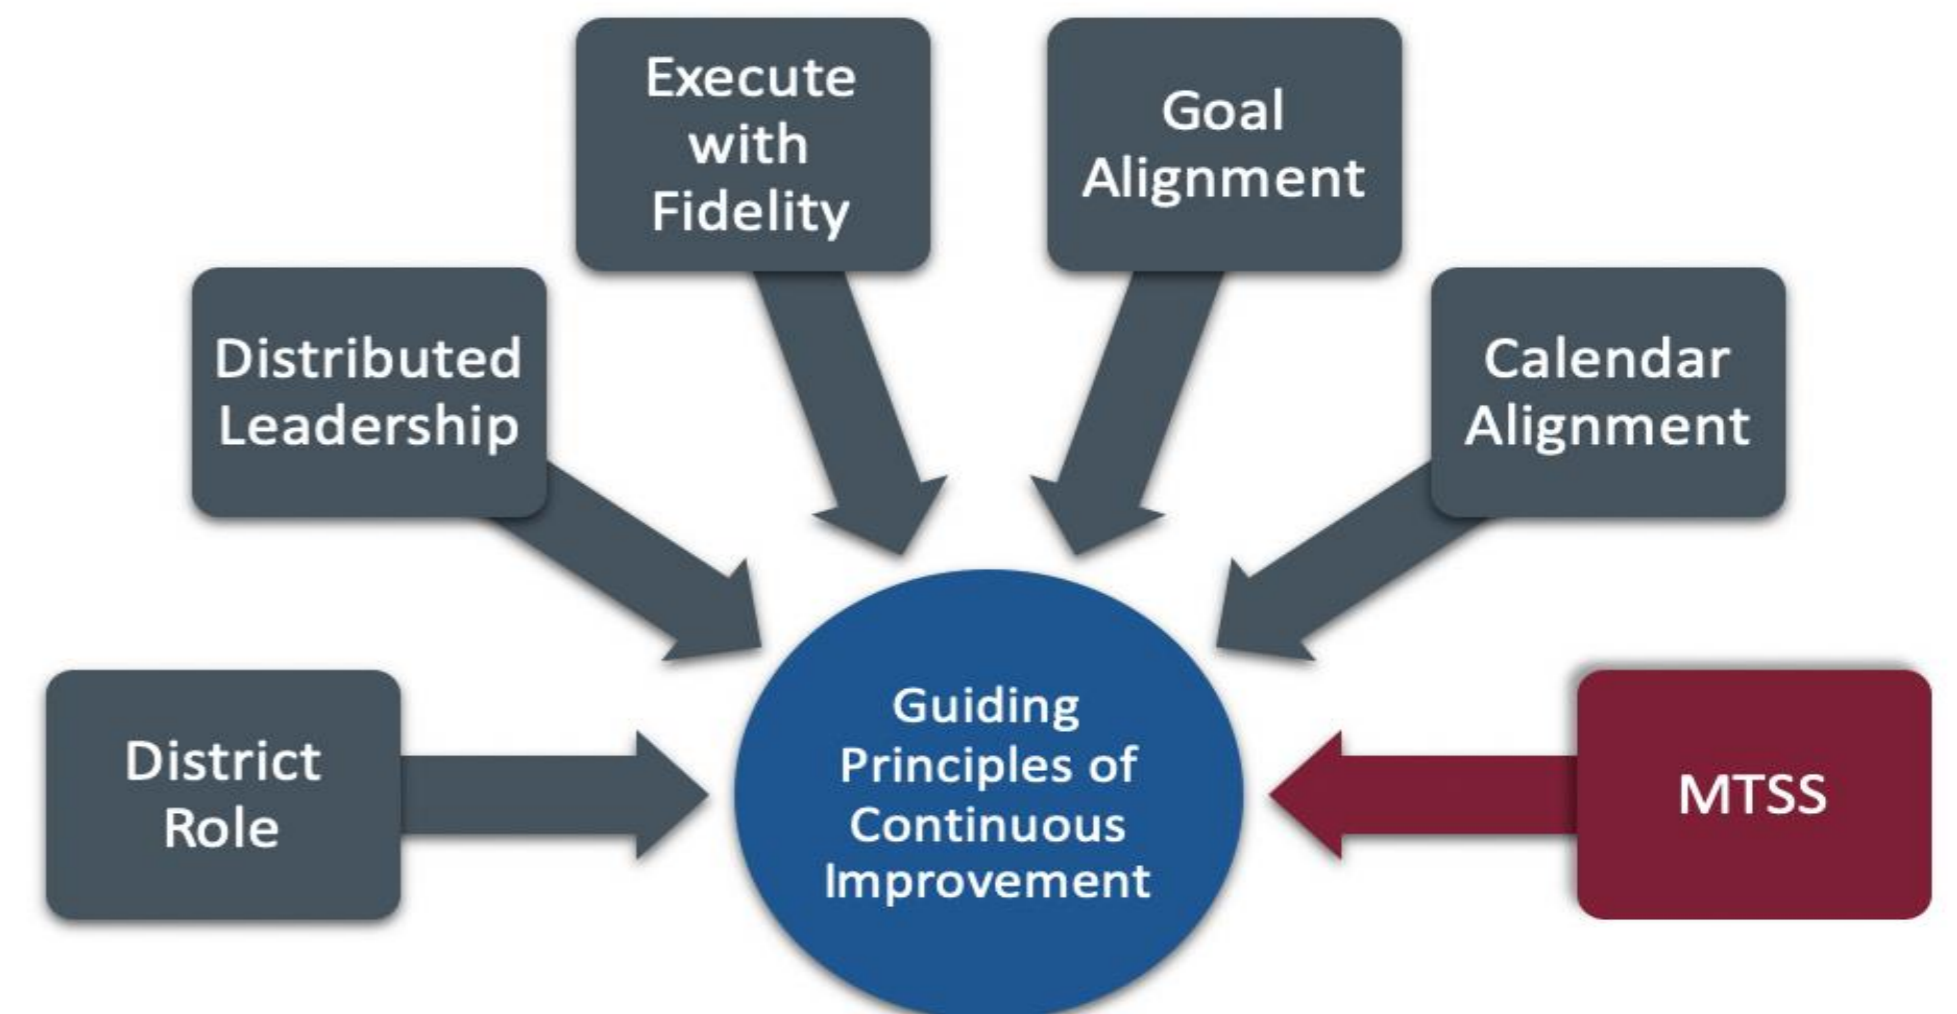 Execute
with
Fidelity
Goal
Alignment
Distributed
Leadership
Calendar
Alignment
District
Role
Guiding
Principles of
Continuous
Improvement
MTSS